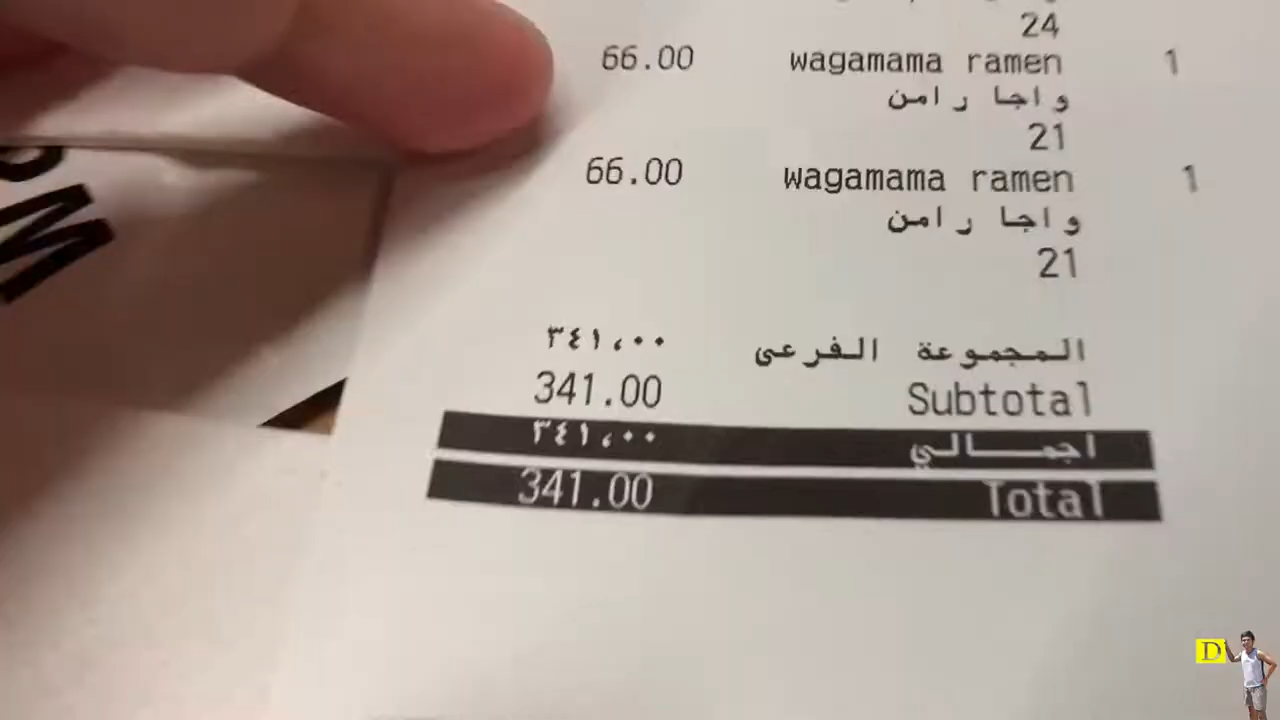 24
66.00 wagamama ramen 1
واجا رامن
21
66.00 wagamama ramen 1
واجا رامن
21
٣٤١،٠٠ المجموعة الفرعى
341.00 Subtotal
٣٤١،٠٠ اجمـــالي
341.00 Total
D